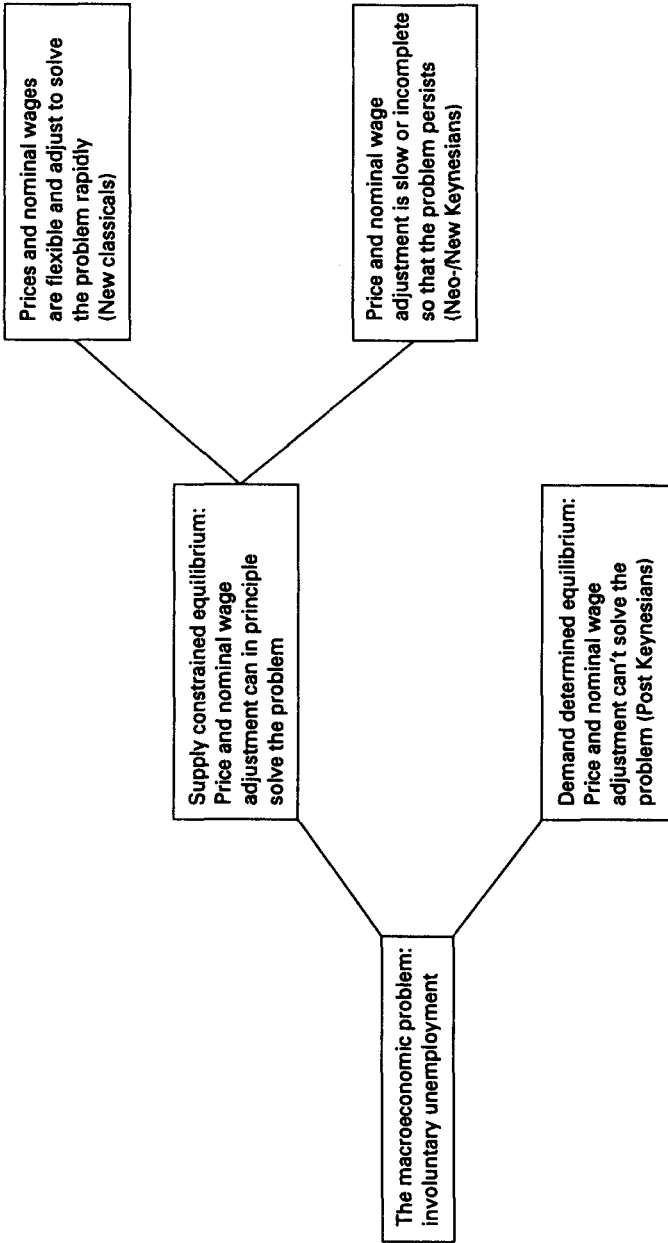 The macroeconomic problem:
involuntary unemployment
Supply constrained equilibrium:
Price and nominal wage
adjustment can in principle
solve the problem
Demand determined equilibrium:
Price and nominal wage
adjustment can't solve the
problem (Post Keynesians)
Prices and nominal wages
are flexible and adjust to solve
the problem rapidly
(New classicals)
Price and nominal wage
adjustment is slow or incomplete
so that the problem persists
(Neo-/New Keynesians)